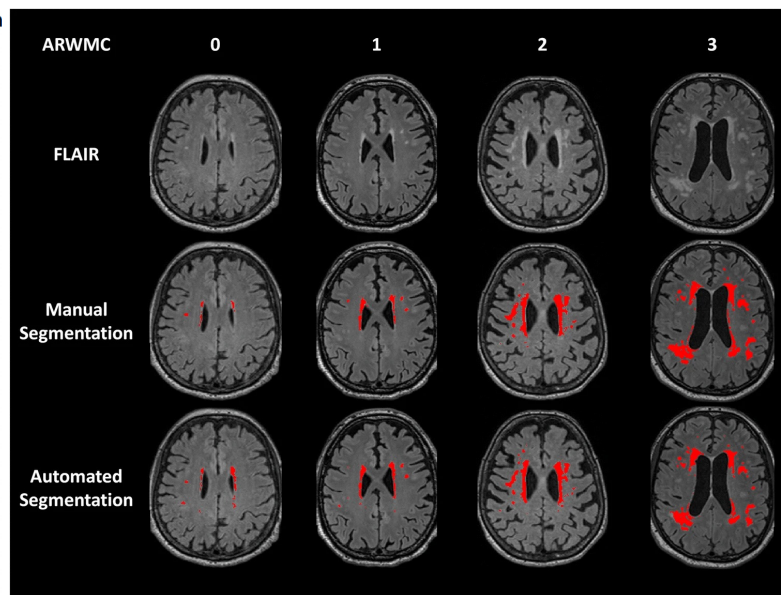 ARWMC 0 1 2 3
FLAIR
Manual
Segmentation
Automated
Segmentation